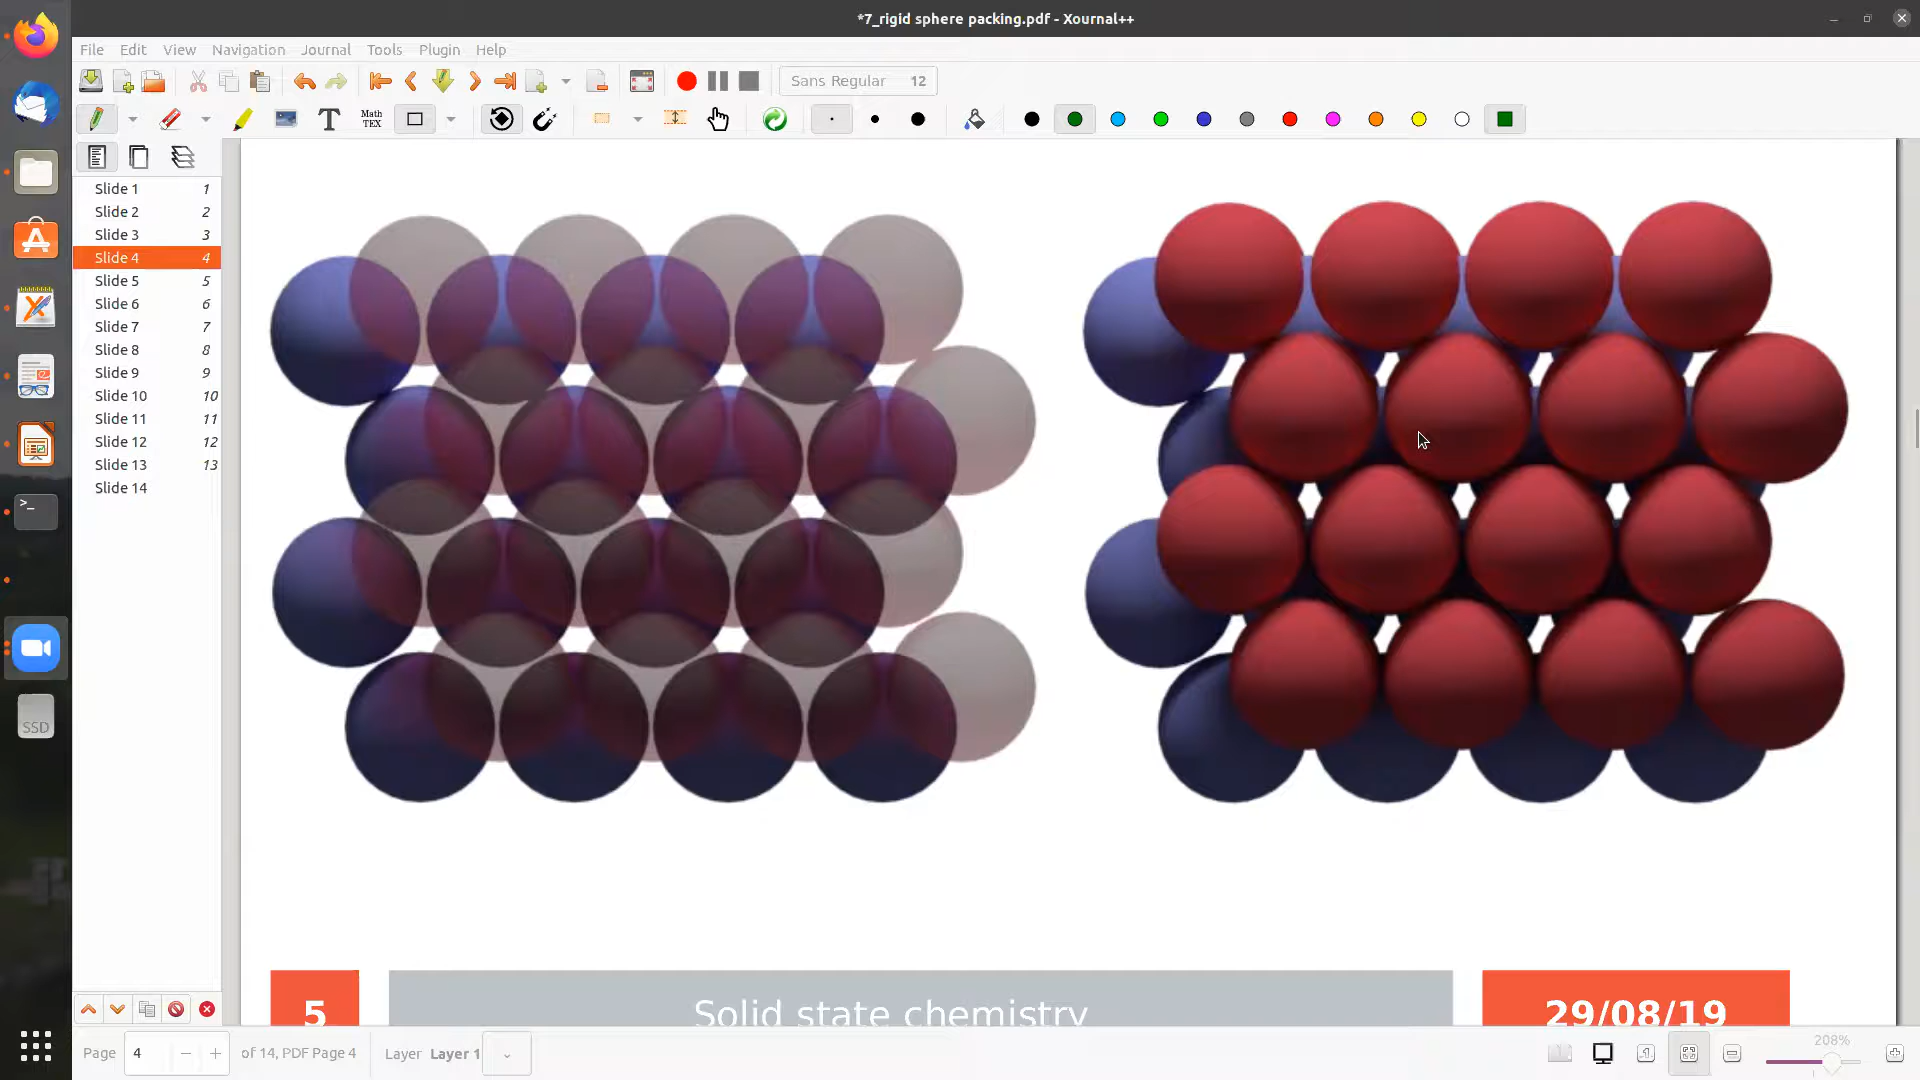 *7_rigid sphere packing.pdf - Xournal++
File Edit View Navigation Journal Tools Plugin Help
Sans Regular 12
T Math TEX
Slide 1 1
Slide 2 2
Slide 3 3
Slide 4 4
Slide 5 5
Slide 6 6
Slide 7 7
Slide 8 8
Slide 9 9
Slide 10 10
Slide 11 11
Slide 12 12
Slide 13 13
Slide 14
>_
SSD
5 Solid state chemistry 29/08/19
Page 4 − + of 14, PDF Page 4 Layer Layer 1
208%